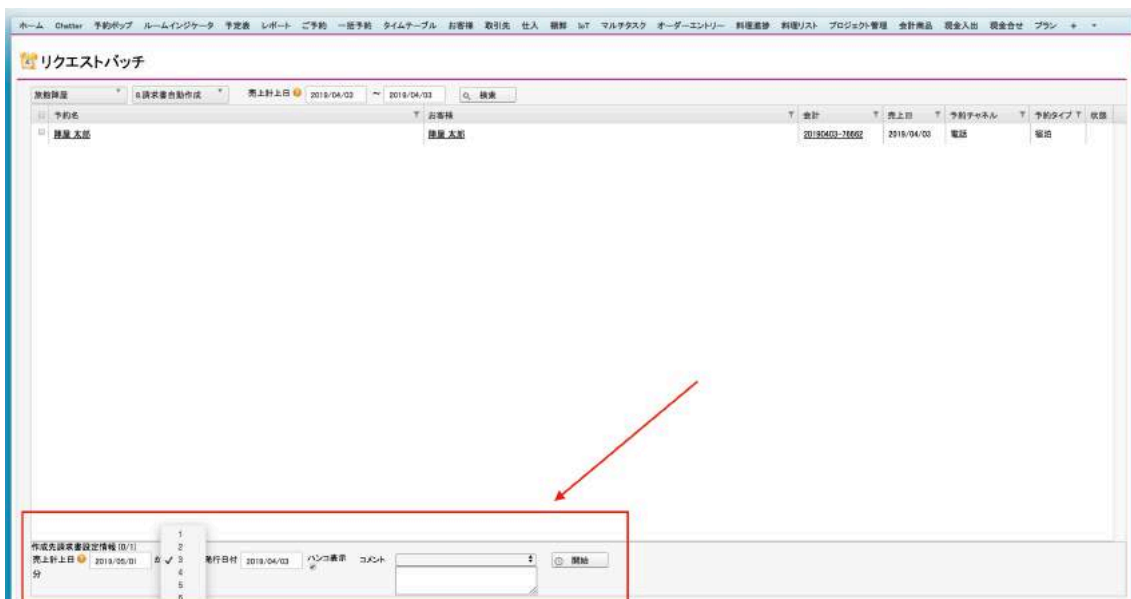 ホーム Chatter 予約ポップ ルームインジケータ 予定表 レポート ご予約 一括予約 タイムテーブル お客様 取引先 仕入 棚卸 IoT マルチタスク オーダーエントリー 料理進捗 料理リスト プロジェクト管理 会計商品 現金入出 現金合せ プラン +
リクエストバッチ
旅館陣屋 8.請求書自動作成 売上計上日 2019/04/03 ~ 2019/04/03 検索
予約名 お客様 会計 売上日 予約チャネル 予約タイプ 状態
陣屋 太郎 陣屋 太郎 20190403-76662 2019/04/03 電話 宿泊
1
作成先請求書設定情報 (0/1) 2
売上計上日 2019/05/01 か ✓ 3 発行日付 2019/04/03 ハンコ表示 コメント 開始
分 4
5
6